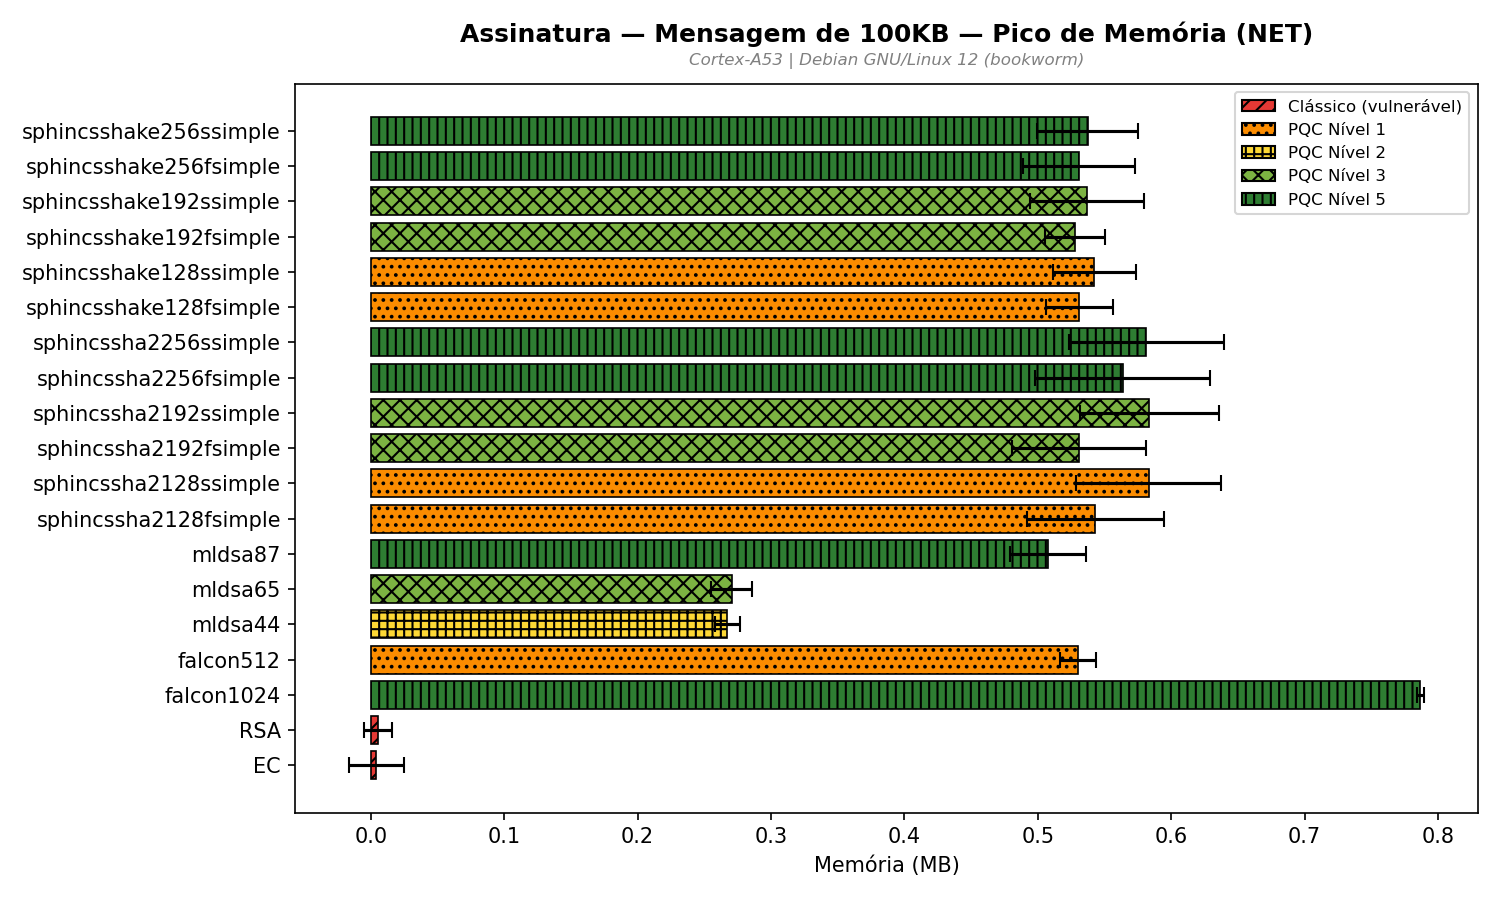 Assinatura — Mensagem de 100KB — Pico de Memória (NET)
Cortex-A53 | Debian GNU/Linux 12 (bookworm)
Clássico (vulnerável)
PQC Nível 1
PQC Nível 2
PQC Nível 3
PQC Nível 5
sphincsshake256ssimple
sphincsshake256fsimple
sphincsshake192ssimple
sphincsshake192fsimple
sphincsshake128ssimple
sphincsshake128fsimple
sphincssha2256ssimple
sphincssha2256fsimple
sphincssha2192ssimple
sphincssha2192fsimple
sphincssha2128ssimple
sphincssha2128fsimple
mldsa87
mldsa65
mldsa44
falcon512
falcon1024
RSA
EC
0.0 0.1 0.2 0.3 0.4 0.5 0.6 0.7 0.8
Memória (MB)